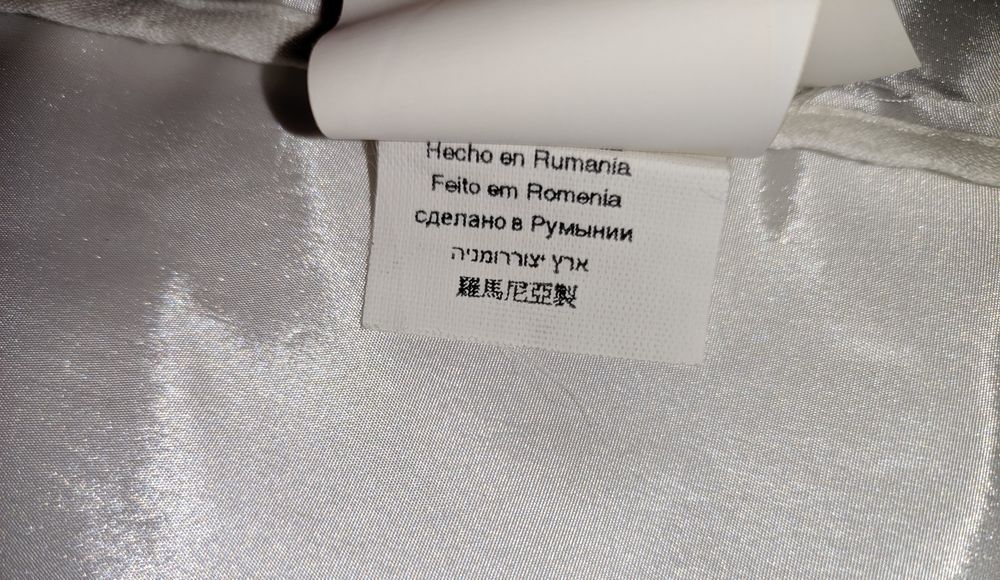 Hecho en Rumania
Feito em Romenia
сделано в Румынии
ארץ יצוררומניה
羅馬尼亞製